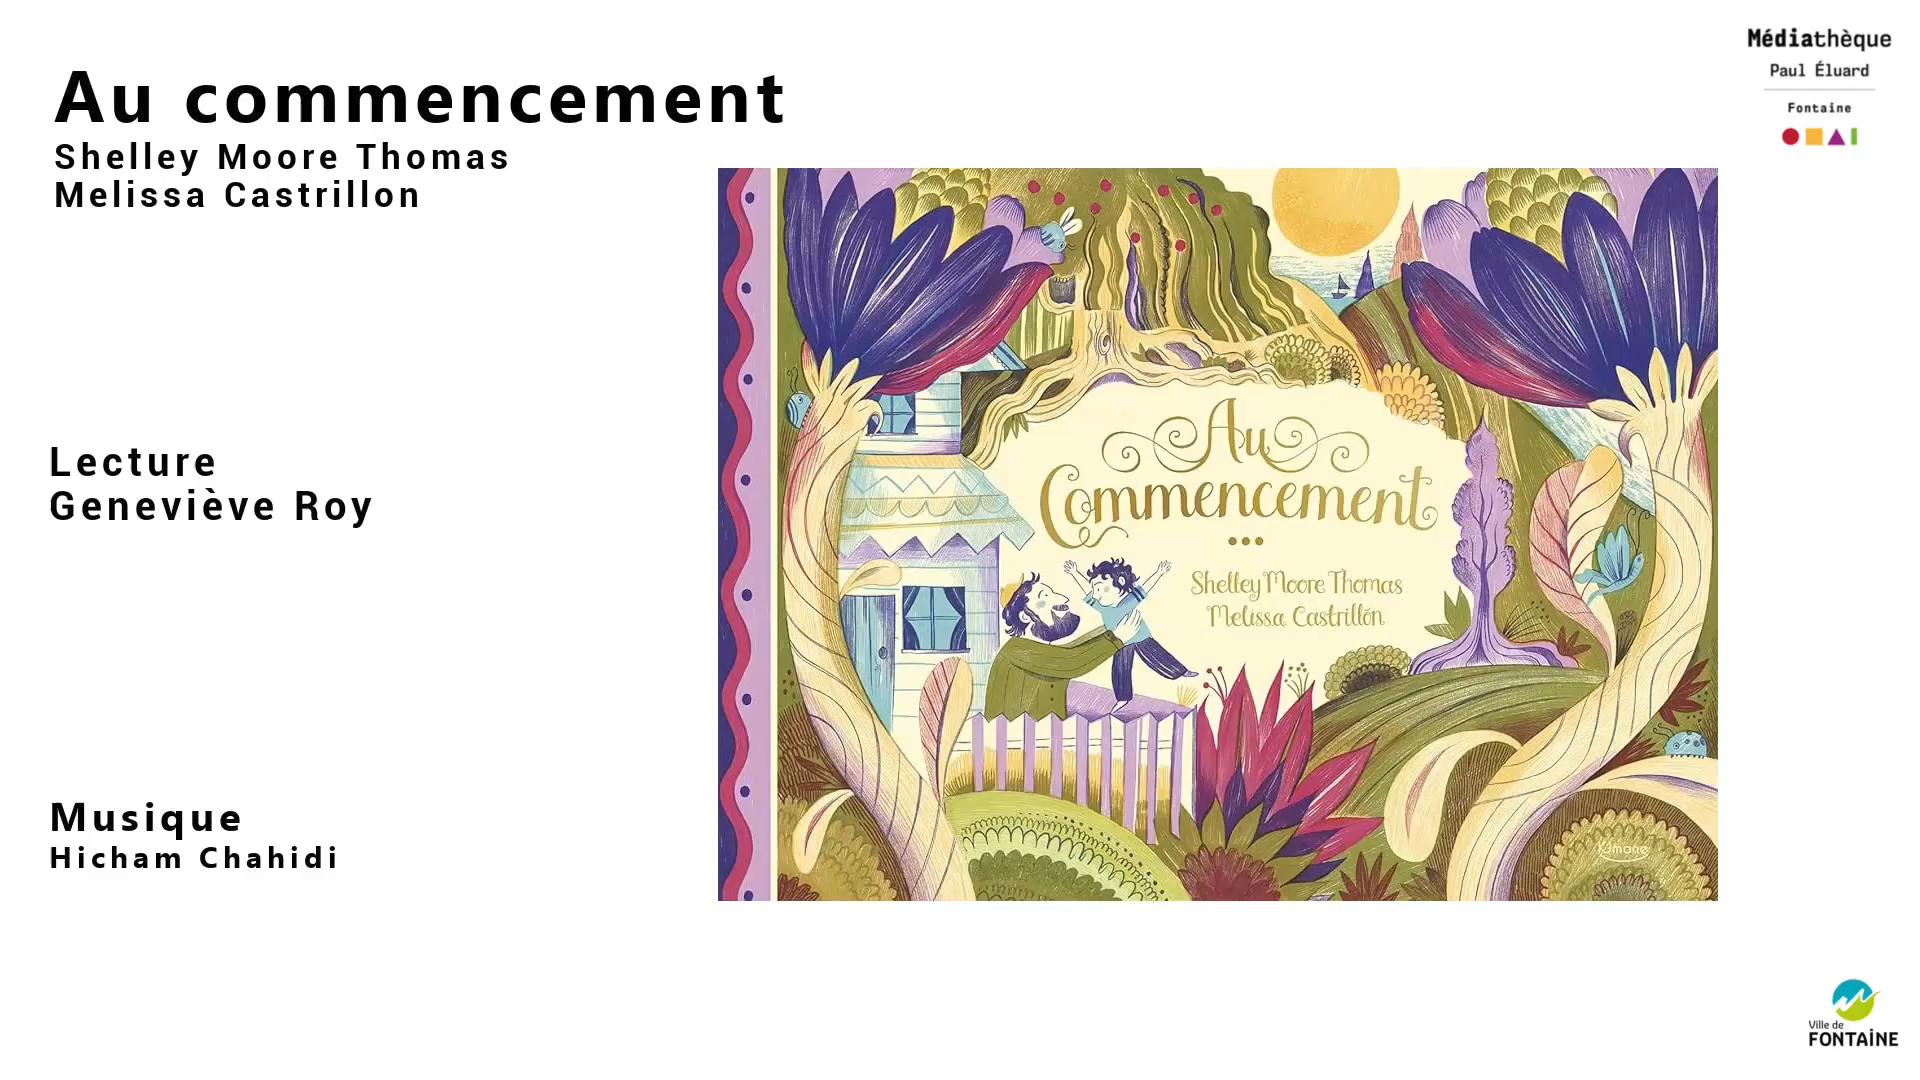 Au commencement
Shelley Moore Thomas
Melissa Castrillon
Lecture
Geneviève Roy
Musique
Hicham Chahidi
Au
Commencement
...
Shelley Moore Thomas
Melissa Castrillón
Kimane
Médiathèque
Paul Éluard
Fontaine
Ville de
FONTAINE